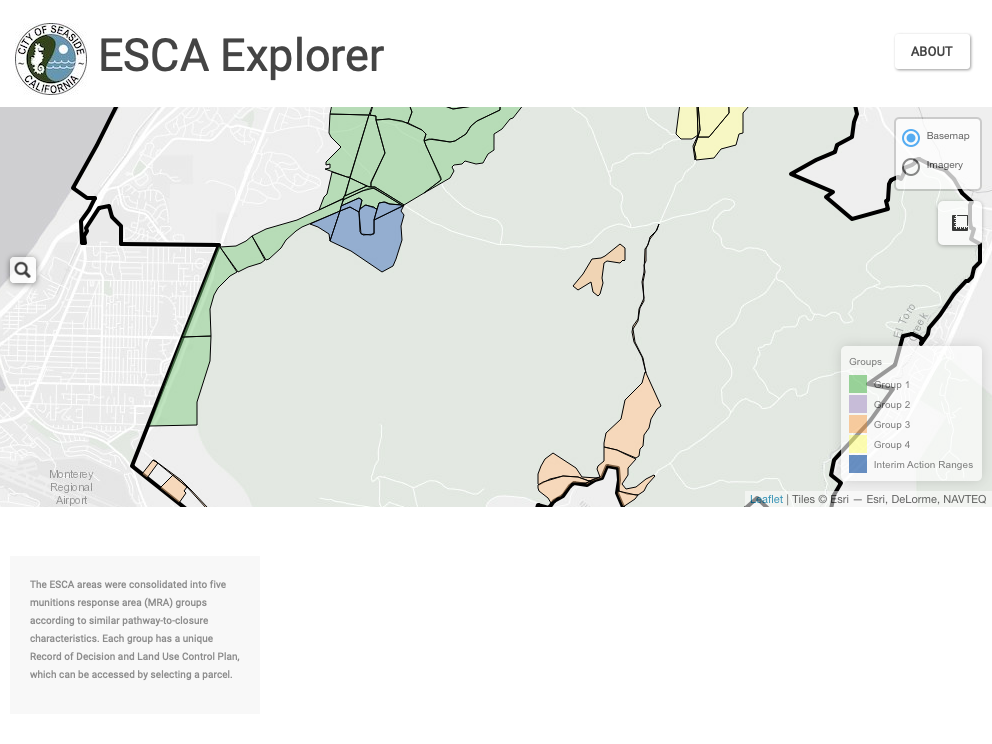 CITY OF SEASIDE
CALIFORNIA
ESCA Explorer
ABOUT
Basemap
Imagery
El Toro
Creek
Groups
Group 1
Group 2
Group 3
Group 4
Interim Action Ranges
Monterey
Regional
Airport
Leaflet | Tiles © Esri — Esri, DeLorme, NAVTEQ
The ESCA areas were consolidated into five
munitions response area (MRA) groups
according to similar pathway-to-closure
characteristics. Each group has a unique
Record of Decision and Land Use Control Plan,
which can be accessed by selecting a parcel.